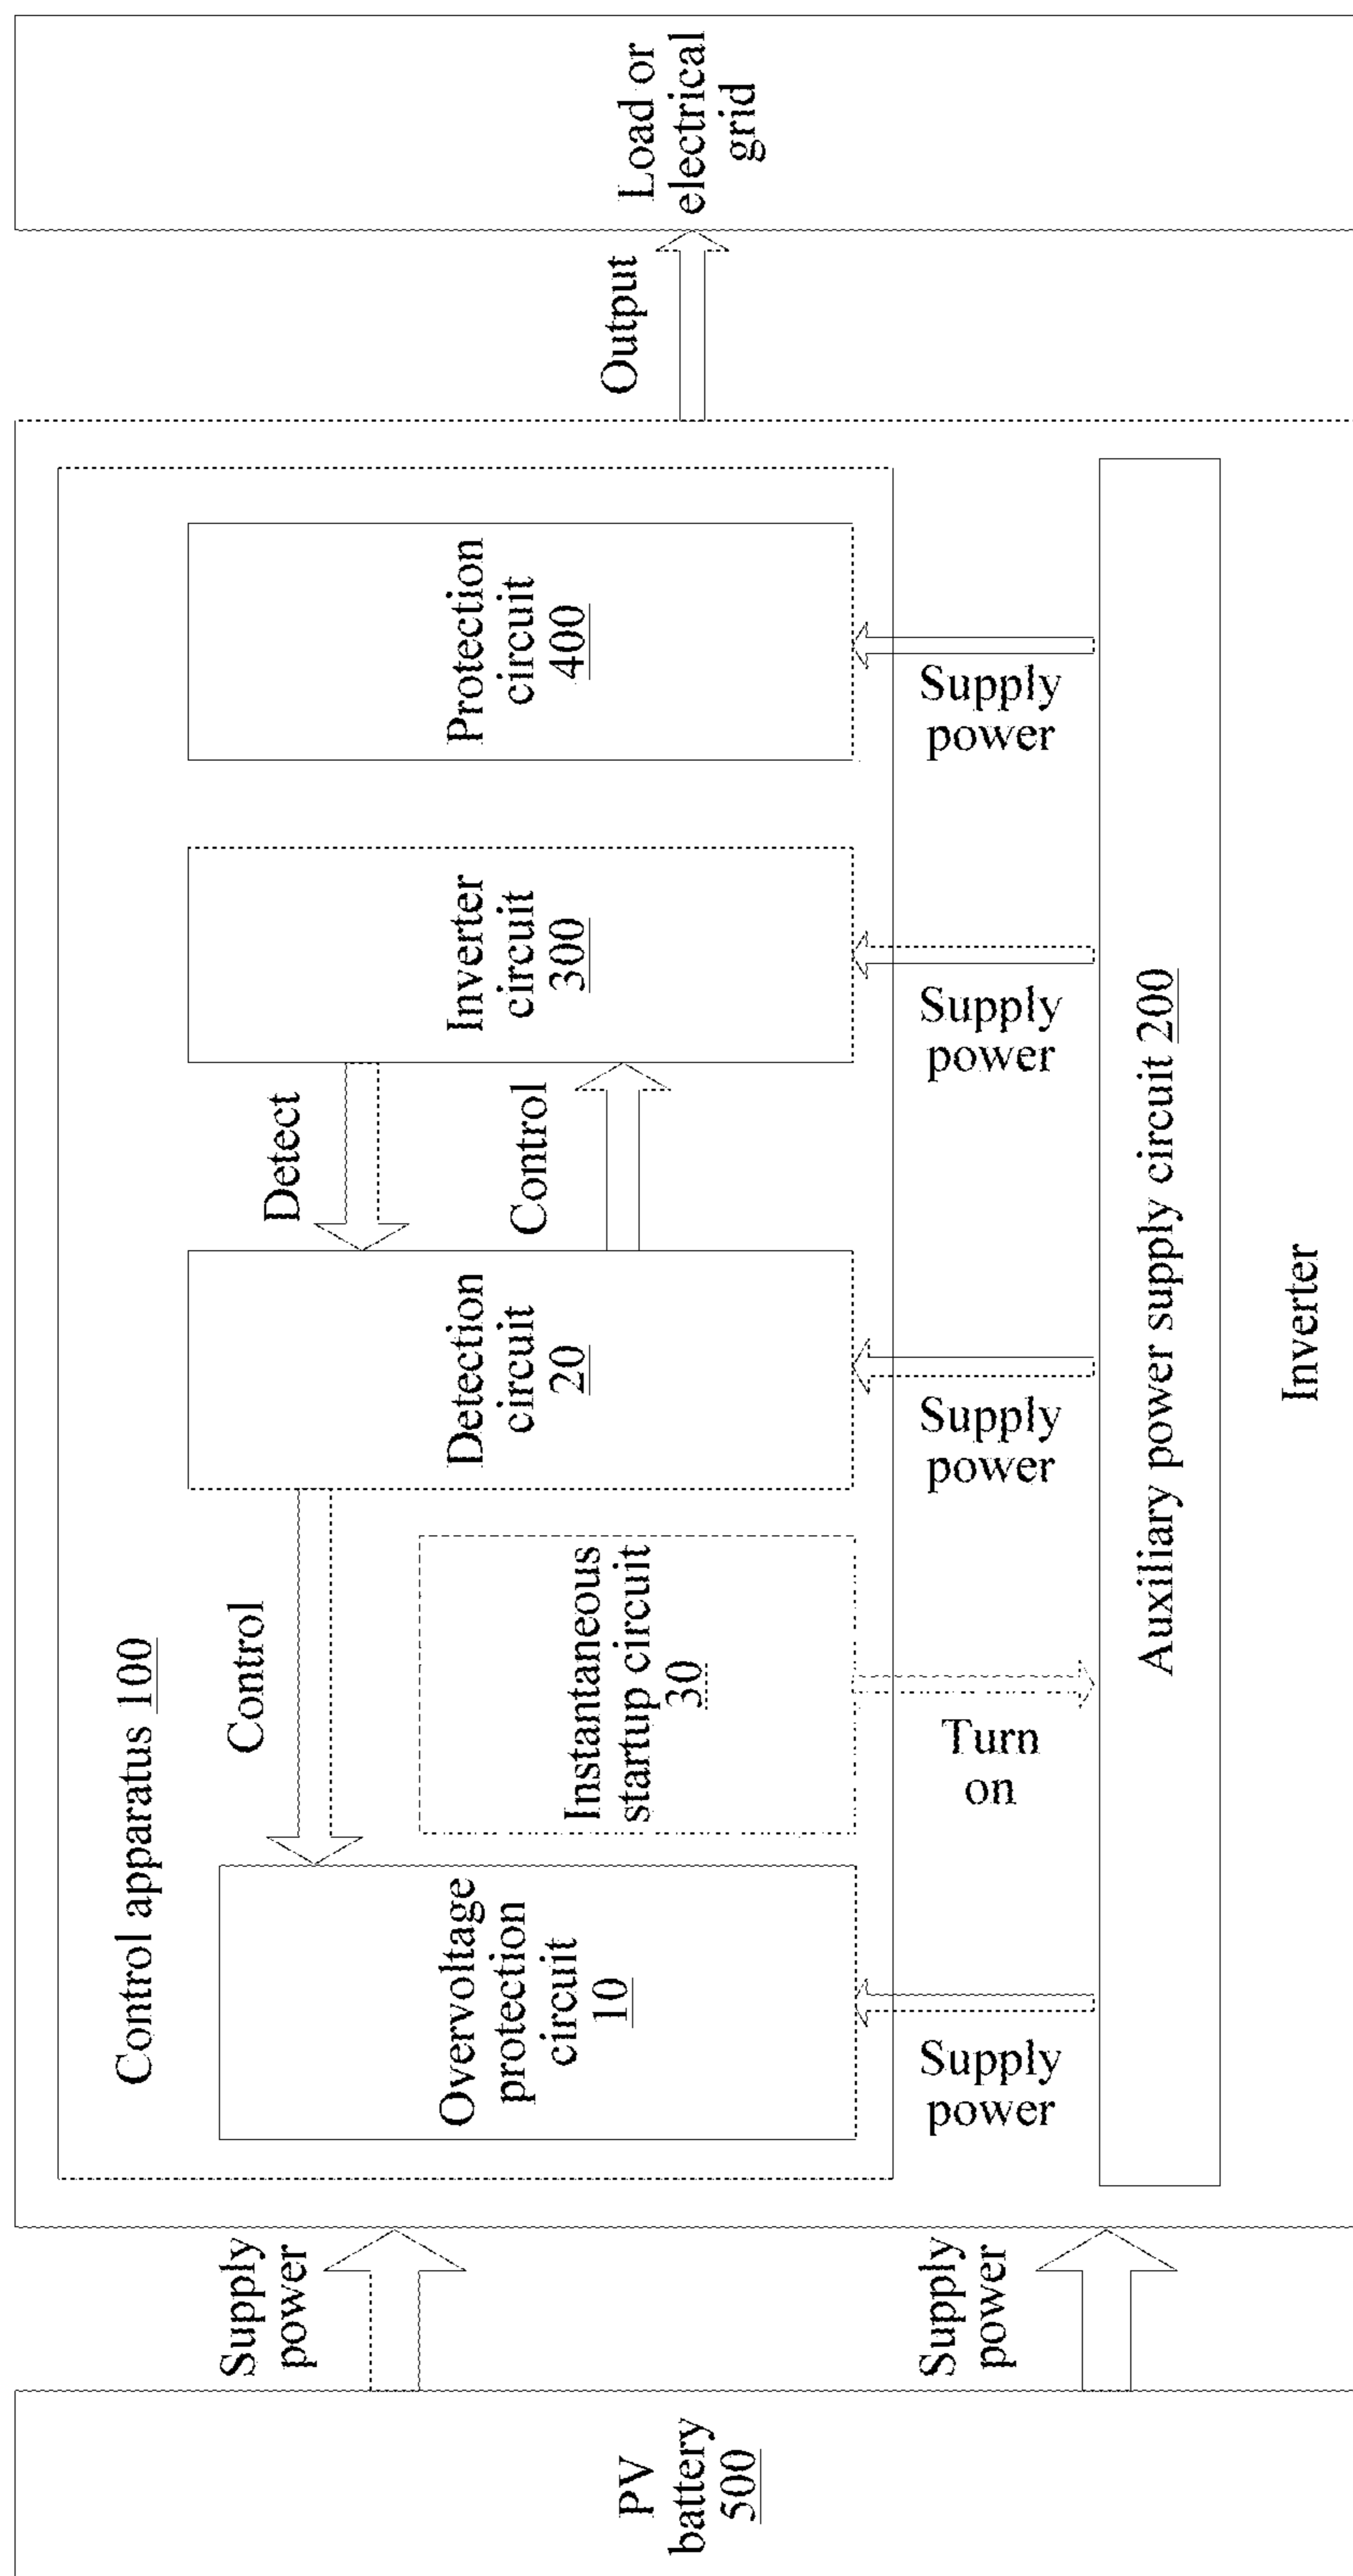 PV
battery
500
Supply
power
Supply
power
Control apparatus 100
Control
Overvoltage
protection
circuit
10
Instantaneous
startup circuit
30
Detection
circuit
20
Detect
Control
Inverter
circuit
300
Protection
circuit
400
Supply
power
Turn
on
Supply
power
Supply
power
Supply
power
Auxiliary power supply circuit 200
Inverter
Output
Load or
electrical
grid